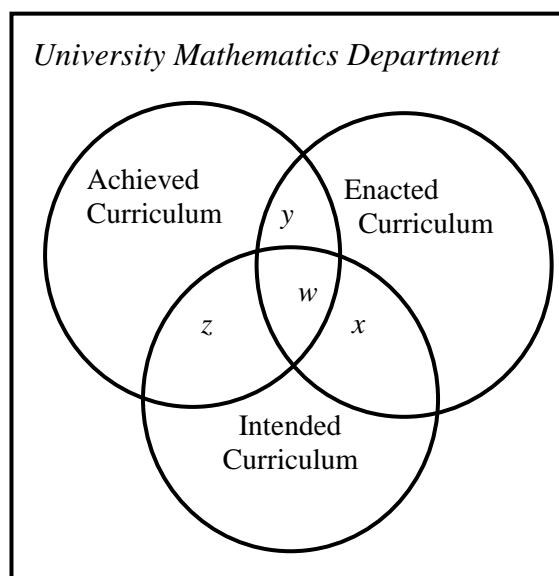 University Mathematics Department
Achieved
Curriculum
Enacted
Curriculum
y
w
z
x
Intended
Curriculum